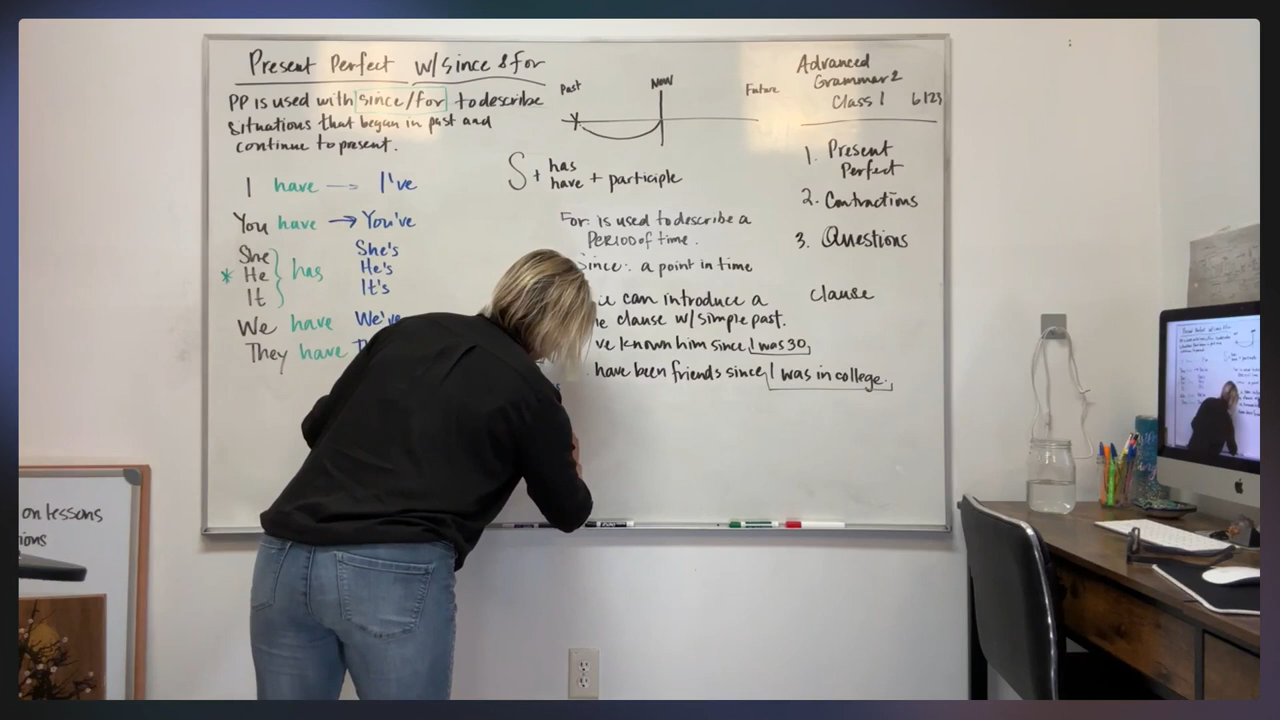 Present Perfect w/ since & for
PP is used with since/for to describe
situations that began in past and
continue to present.
I have → I've
You have → You've
She
He has
It
She's
He's
It's
We have We've
They have
Past Now Future
S + has
have + participle
For: is used to describe a
PERIOD of time.
Since: a point in time
can introduce a
clause w/ simple past.
've known him since I was 30.
have been friends since I was in college.
Advanced
Grammar 2
Class 1 6/23
1. Present
Perfect
2. Contractions
3. Questions
clause
on lessons